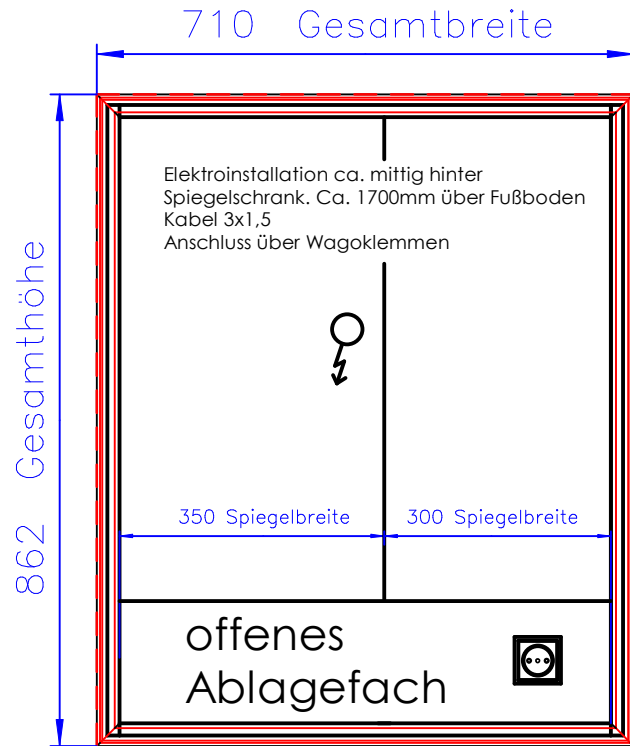 710 Gesamtbreite
862 Gesamthöhe
Elektroinstallation ca. mittig hinter
Spiegelschrank. Ca. 1700mm über Fußboden
Kabel 3x1,5
Anschluss über Wagoklemmen
350 Spiegelbreite
300 Spiegelbreite
offenes
Ablagefach